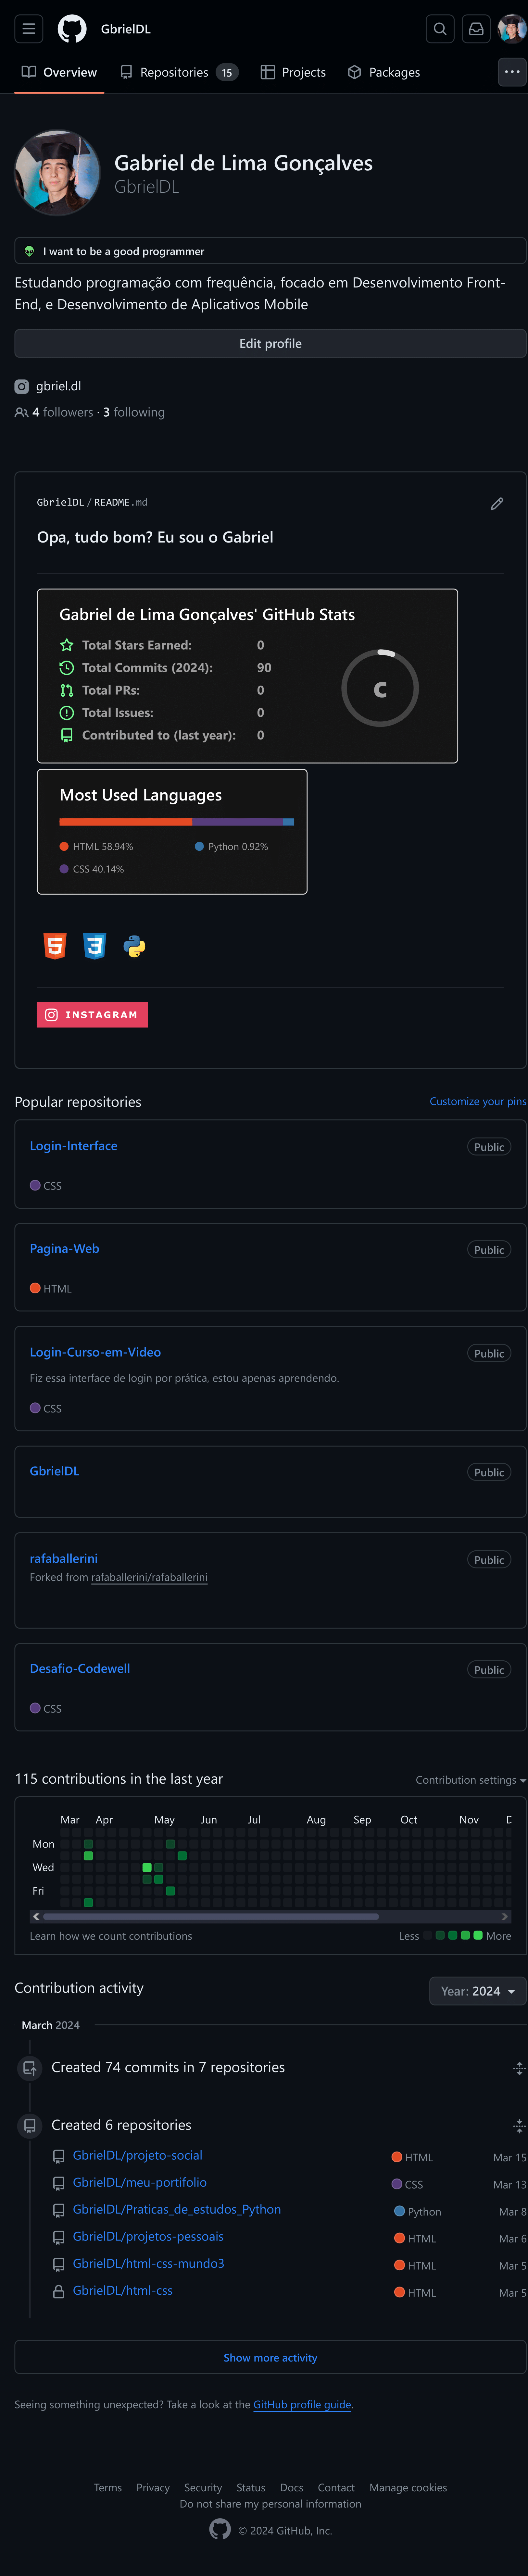 GbrielDL
Overview Repositories 15 Projects Packages
Gabriel de Lima Gonçalves
GbrielDL
I want to be a good programmer
Estudando programação com frequência, focado em Desenvolvimento Front-
End, e Desenvolvimento de Aplicativos Mobile
Edit profile
gbriel.dl
4 followers · 3 following
GbrielDL / README.md
Opa, tudo bom? Eu sou o Gabriel
Gabriel de Lima Gonçalves' GitHub Stats
Total Stars Earned: 0
Total Commits (2024): 90
Total PRs: 0
Total Issues: 0
Contributed to (last year): 0
C
Most Used Languages
HTML 58.94% Python 0.92%
CSS 40.14%
5 3
INSTAGRAM
Popular repositories Customize your pins
Login-Interface Public
CSS
Pagina-Web Public
HTML
Login-Curso-em-Video Public
Fiz essa interface de login por prática, estou apenas aprendendo.
CSS
GbrielDL Public
rafaballerini Public
Forked from rafaballerini/rafaballerini
Desafio-Codewell Public
CSS
115 contributions in the last year Contribution settings
Mar Apr May Jun Jul Aug Sep Oct Nov D
Mon
Wed
Fri
Learn how we count contributions Less More
Contribution activity Year: 2024
March 2024
Created 74 commits in 7 repositories
Created 6 repositories
GbrielDL/projeto-social HTML Mar 15
GbrielDL/meu-portifolio CSS Mar 13
GbrielDL/Praticas_de_estudos_Python Python Mar 8
GbrielDL/projetos-pessoais HTML Mar 6
GbrielDL/html-css-mundo3 HTML Mar 5
GbrielDL/html-css HTML Mar 5
Show more activity
Seeing something unexpected? Take a look at the GitHub profile guide.
Terms Privacy Security Status Docs Contact Manage cookies
Do not share my personal information
© 2024 GitHub, Inc.